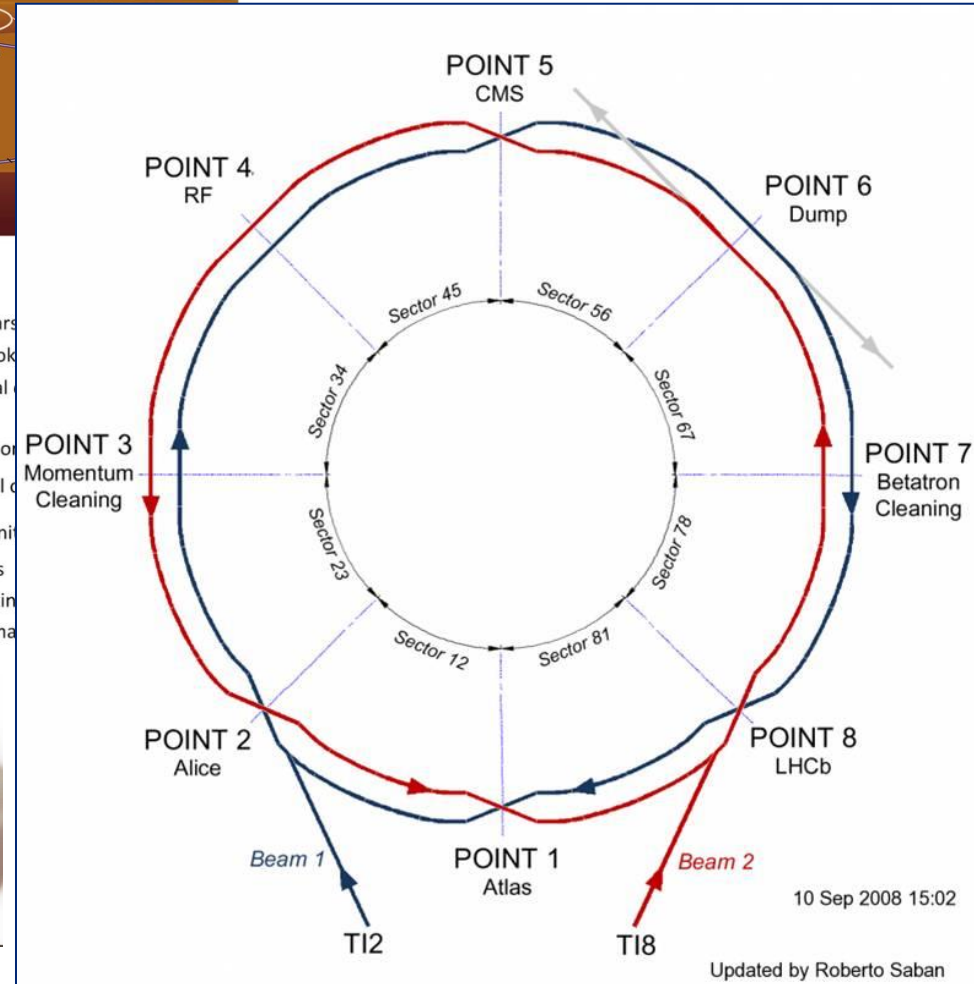 POINT 5
CMS
POINT 4
RF
POINT 6
Dump
Sector 45
Sector 56
Sector 34
Sector 67
POINT 3
Momentum
Cleaning
POINT 7
Betatron
Cleaning
Sector 23
Sector 78
Sector 12
Sector 81
POINT 2
Alice
POINT 8
LHCb
Beam 1
POINT 1
Atlas
Beam 2
10 Sep 2008 15:02
TI2
TI8
Updated by Roberto Saban